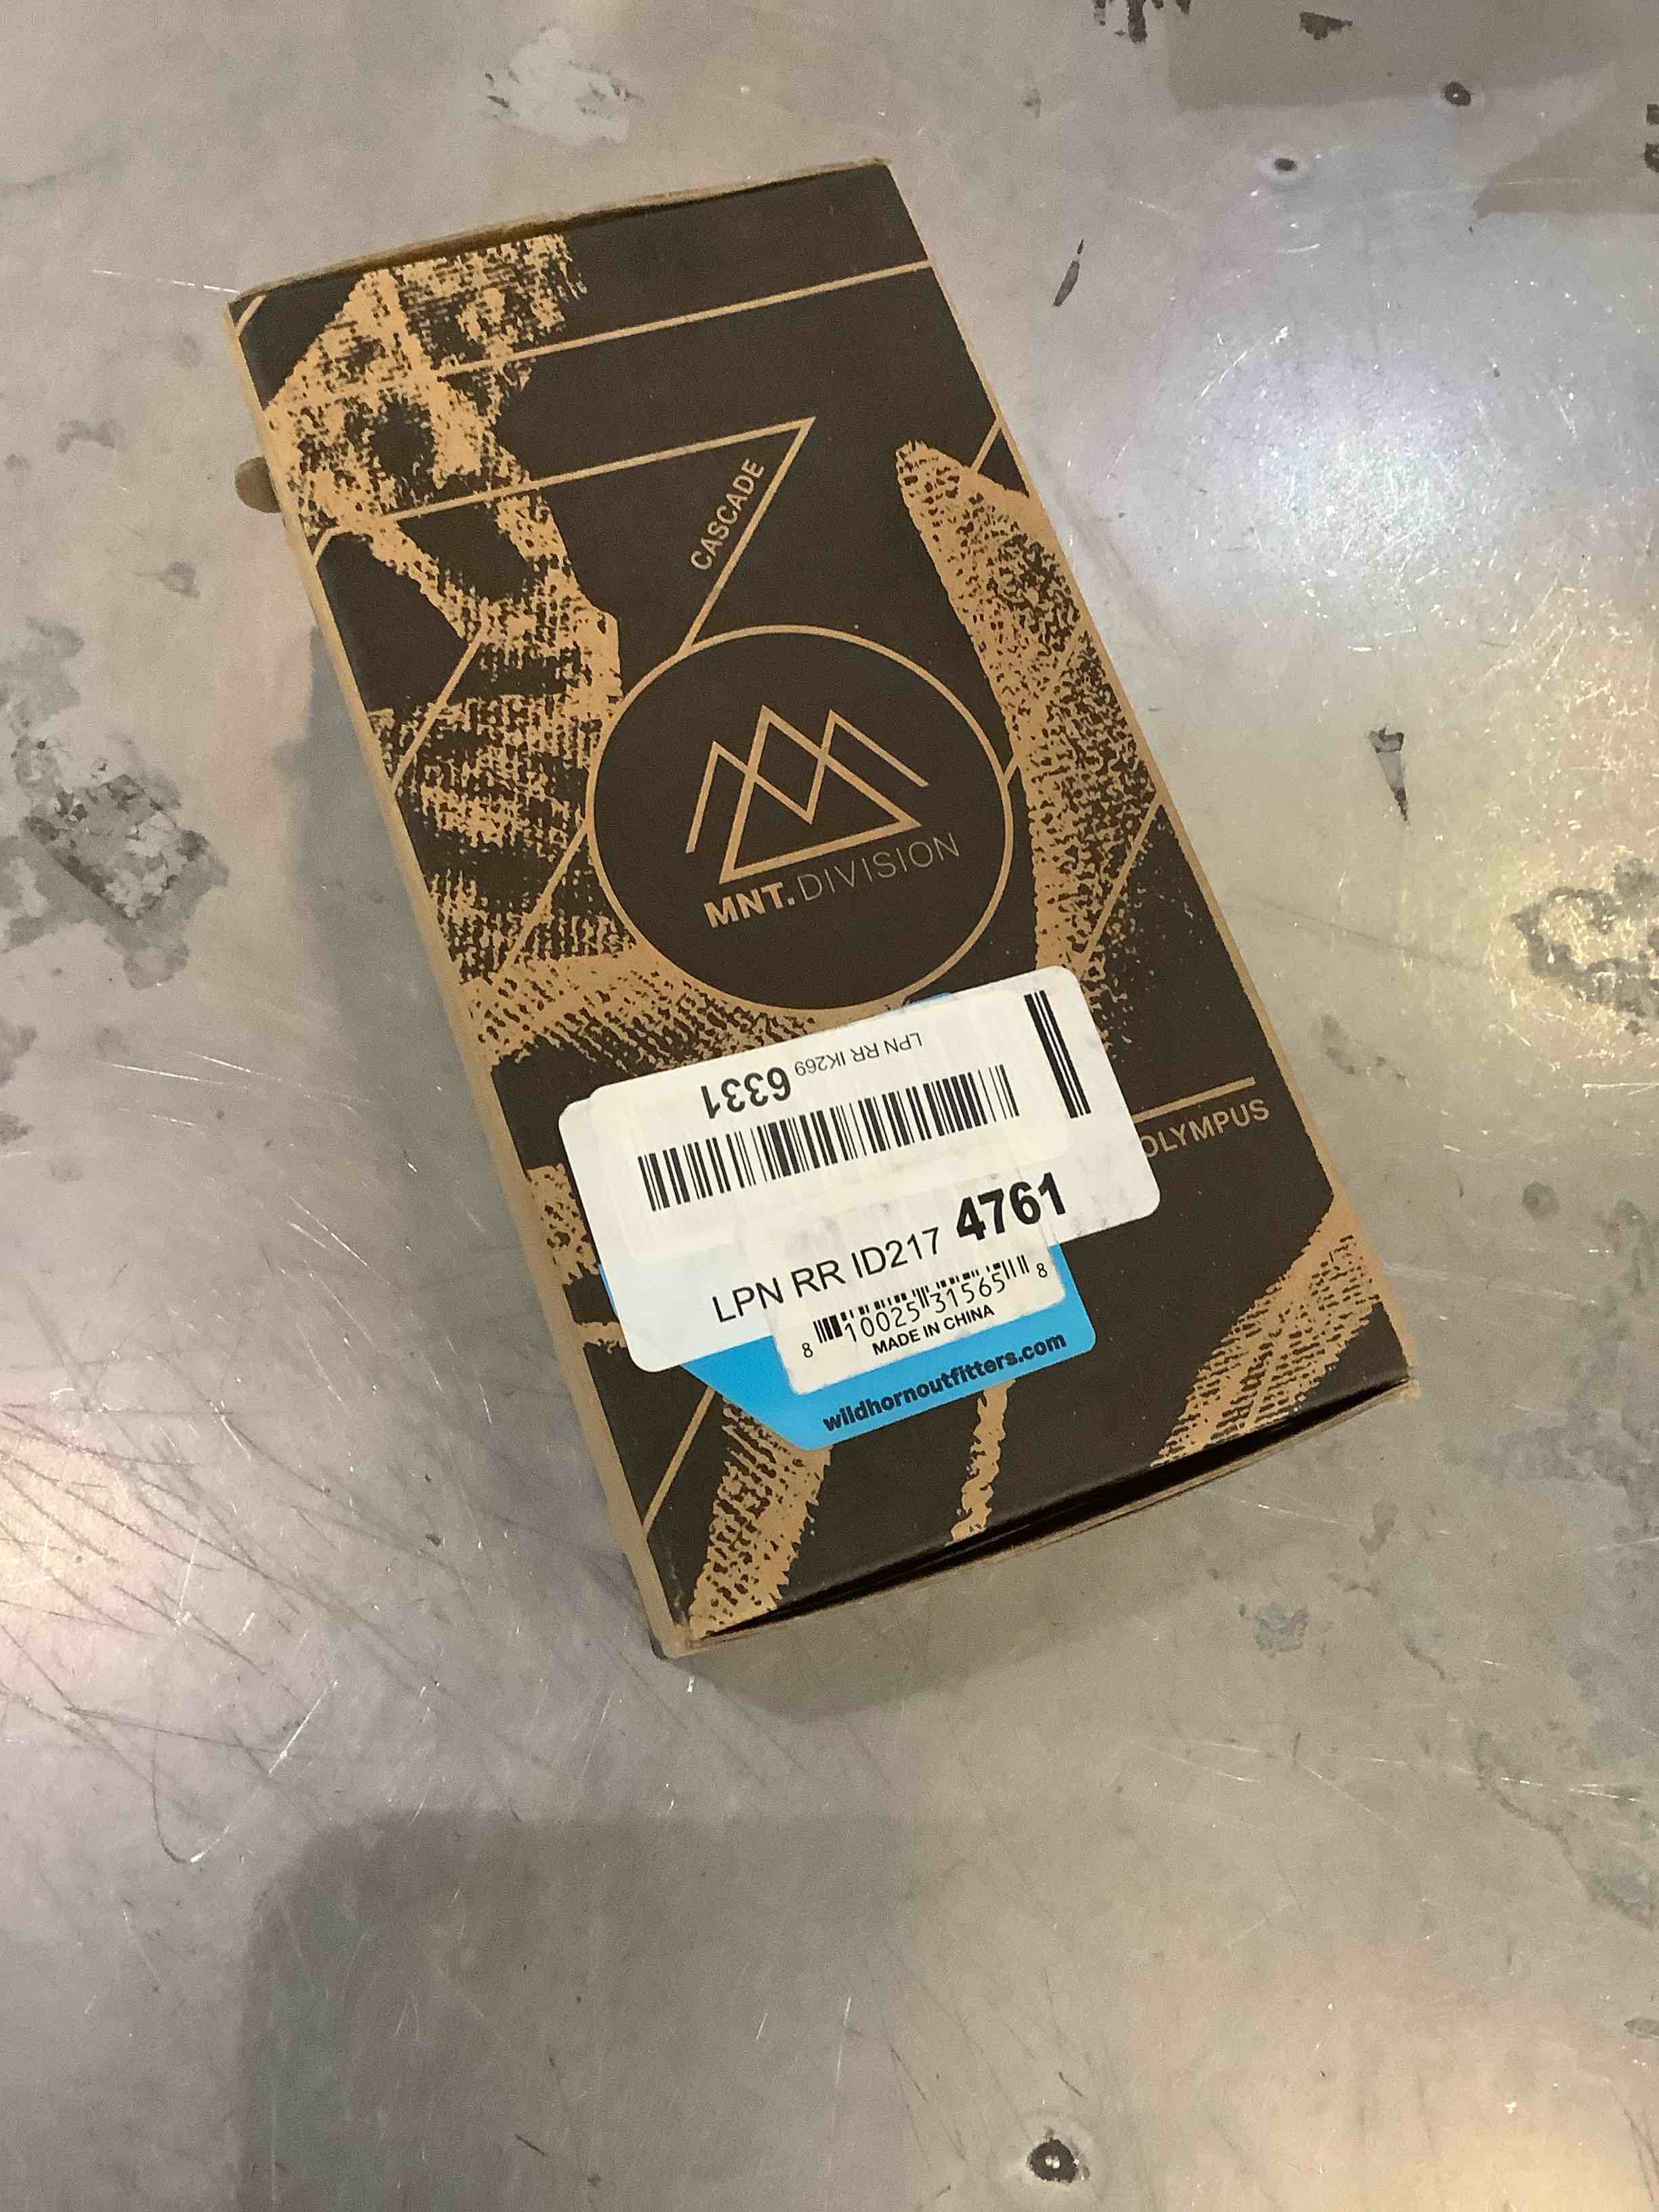 CASCADE
MNT.DIVISION
LPN RR IK269 6331
OLYMPUS
LPN RR ID217 4761
8 10025 31565 8
MADE IN CHINA
wildhornoutfitters.com